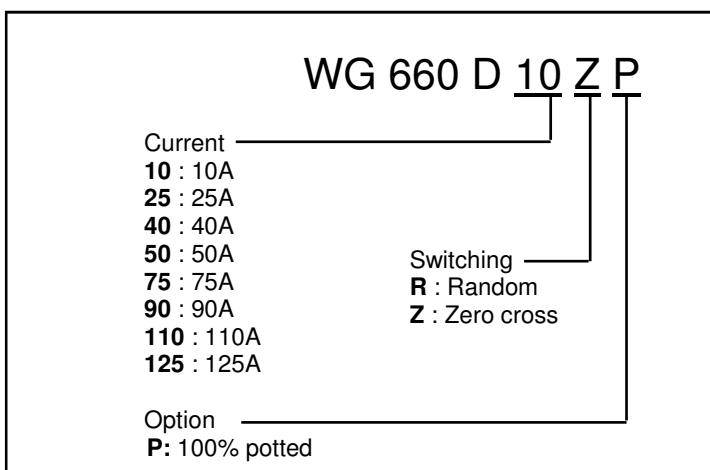 WG 660 D 10 Z P
Current
10 : 10A
25 : 25A
40 : 40A
50 : 50A
75 : 75A
90 : 90A
110 : 110A
125 : 125A
Switching
R : Random
Z : Zero cross
Option
P: 100% potted